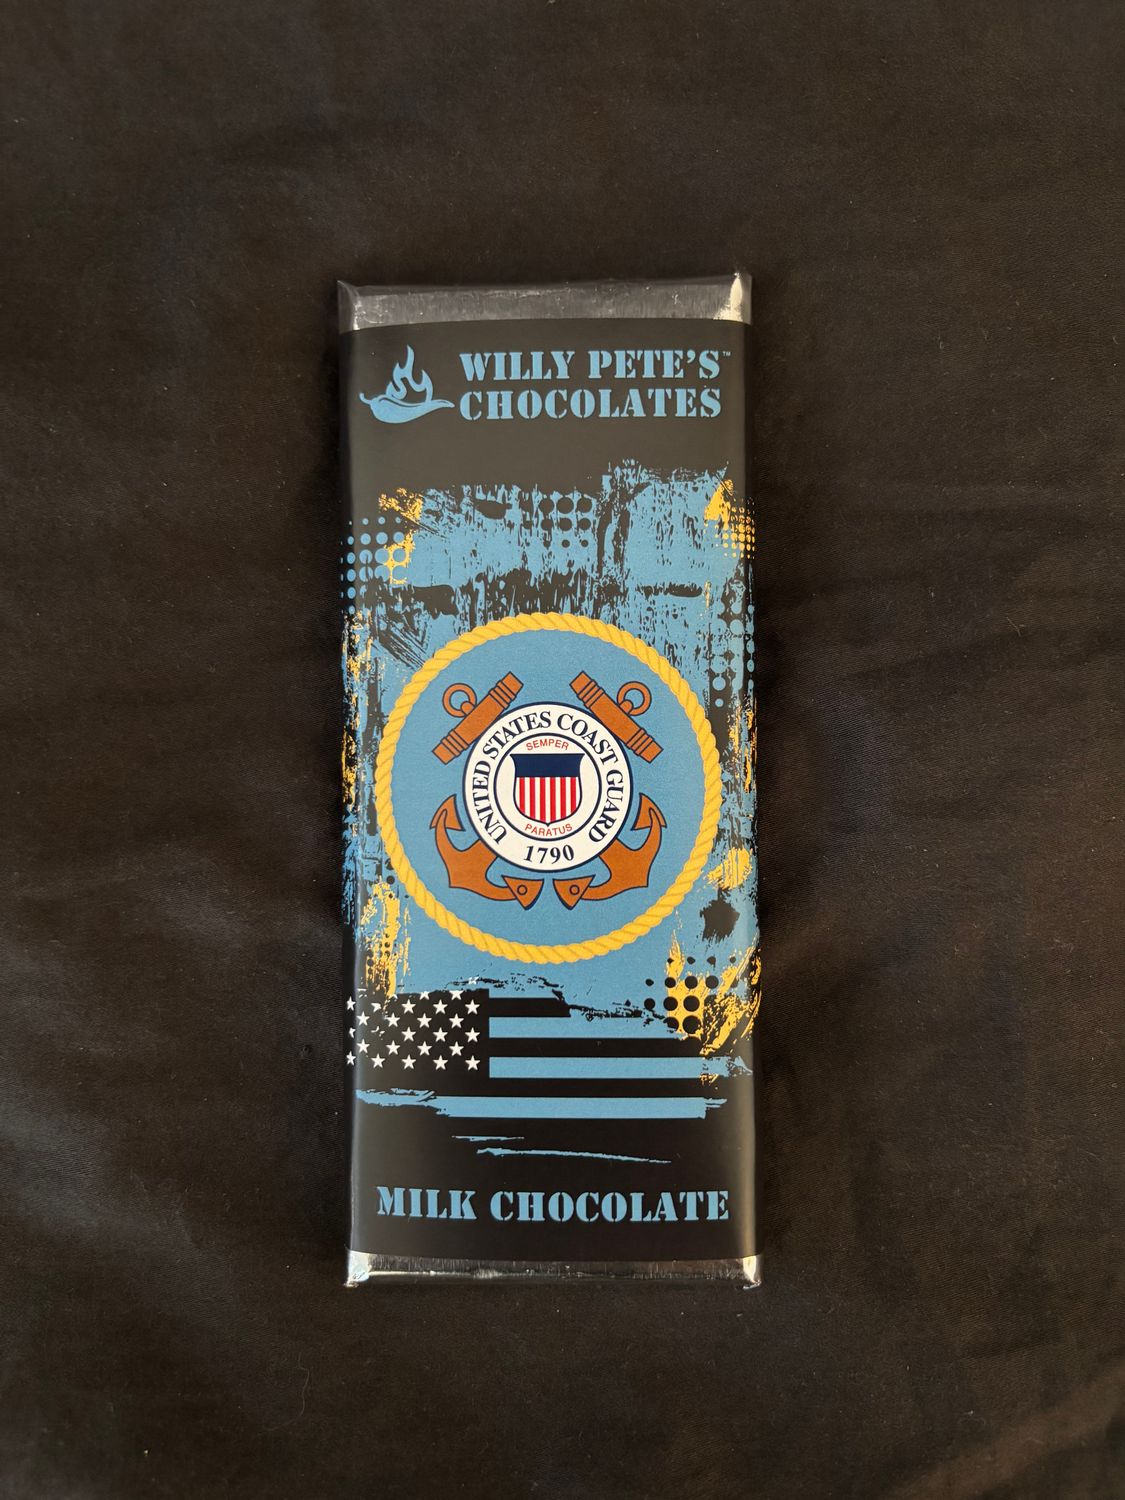 WILLY PETE'S™
CHOCOLATES
UNITED STATES COAST GUARD
SEMPER
PARATUS
1790
MILK CHOCOLATE